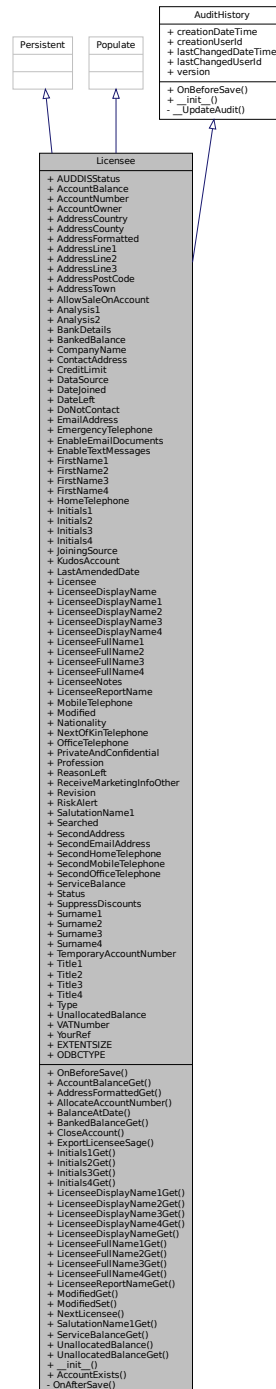 AuditHistory
+ creationDateTime
+ creationUserId
+ lastChangedDateTime
+ lastChangedUserId
+ version
+ OnBeforeSave()
+ __init__()
- __UpdateAudit()
Persistent
Populate
Licensee
+ AUDDISStatus
+ AccountBalance
+ AccountNumber
+ AccountOwner
+ AddressCountry
+ AddressCounty
+ AddressFormatted
+ AddressLine1
+ AddressLine2
+ AddressLine3
+ AddressPostCode
+ AddressTown
+ AllowSaleOnAccount
+ Analysis1
+ Analysis2
+ BankDetails
+ BankedBalance
+ CompanyName
+ ContactAddress
+ CreditLimit
+ DataSource
+ DateJoined
+ DateLeft
+ DoNotContact
+ EmailAddress
+ EmergencyTelephone
+ EnableEmailDocuments
+ EnableTextMessages
+ FirstName1
+ FirstName2
+ FirstName3
+ FirstName4
+ HomeTelephone
+ Initials1
+ Initials2
+ Initials3
+ Initials4
+ JoiningSource
+ KudosAccount
+ LastAmendedDate
+ Licensee
+ LicenseeDisplayName
+ LicenseeDisplayName1
+ LicenseeDisplayName2
+ LicenseeDisplayName3
+ LicenseeDisplayName4
+ LicenseeFullName1
+ LicenseeFullName2
+ LicenseeFullName3
+ LicenseeFullName4
+ LicenseeNotes
+ LicenseeReportName
+ MobileTelephone
+ Modified
+ Nationality
+ NextOfKinTelephone
+ OfficeTelephone
+ PrivateAndConfidential
+ Profession
+ ReasonLeft
+ ReceiveMarketingInfoOther
+ Revision
+ RiskAlert
+ SalutationName1
+ Searched
+ SecondAddress
+ SecondEmailAddress
+ SecondHomeTelephone
+ SecondMobileTelephone
+ SecondOfficeTelephone
+ ServiceBalance
+ Status
+ SuppressDiscounts
+ Surname1
+ Surname2
+ Surname3
+ Surname4
+ TemporaryAccountNumber
+ Title1
+ Title2
+ Title3
+ Title4
+ Type
+ UnallocatedBalance
+ VATNumber
+ YourRef
+ EXTENTSIZE
+ ODBCTYPE
+ OnBeforeSave()
+ AccountBalanceGet()
+ AddressFormattedGet()
+ AllocateAccountNumber()
+ BalanceAtDate()
+ BankedBalanceGet()
+ CloseAccount()
+ ExportLicenseeSage()
+ Initials1Get()
+ Initials2Get()
+ Initials3Get()
+ Initials4Get()
+ LicenseeDisplayName1Get()
+ LicenseeDisplayName2Get()
+ LicenseeDisplayName3Get()
+ LicenseeDisplayName4Get()
+ LicenseeDisplayNameGet()
+ LicenseeFullName1Get()
+ LicenseeFullName2Get()
+ LicenseeFullName3Get()
+ LicenseeFullName4Get()
+ LicenseeReportNameGet()
+ ModifiedGet()
+ ModifiedSet()
+ NextLicensee()
+ SalutationName1Get()
+ ServiceBalanceGet()
+ UnallocatedBalance()
+ UnallocatedBalanceGet()
+ __init__()
+ AccountExists()
- OnAfterSave()